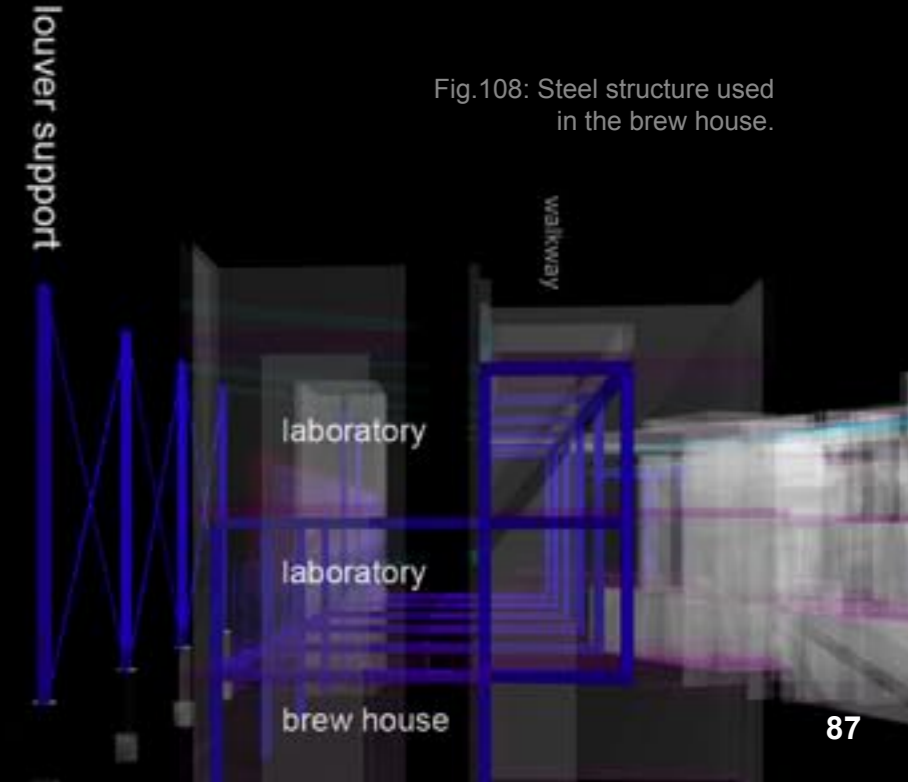 louver support
Fig.108: Steel structure used
in the brew house.
walkway
laboratory
laboratory
brew house
87